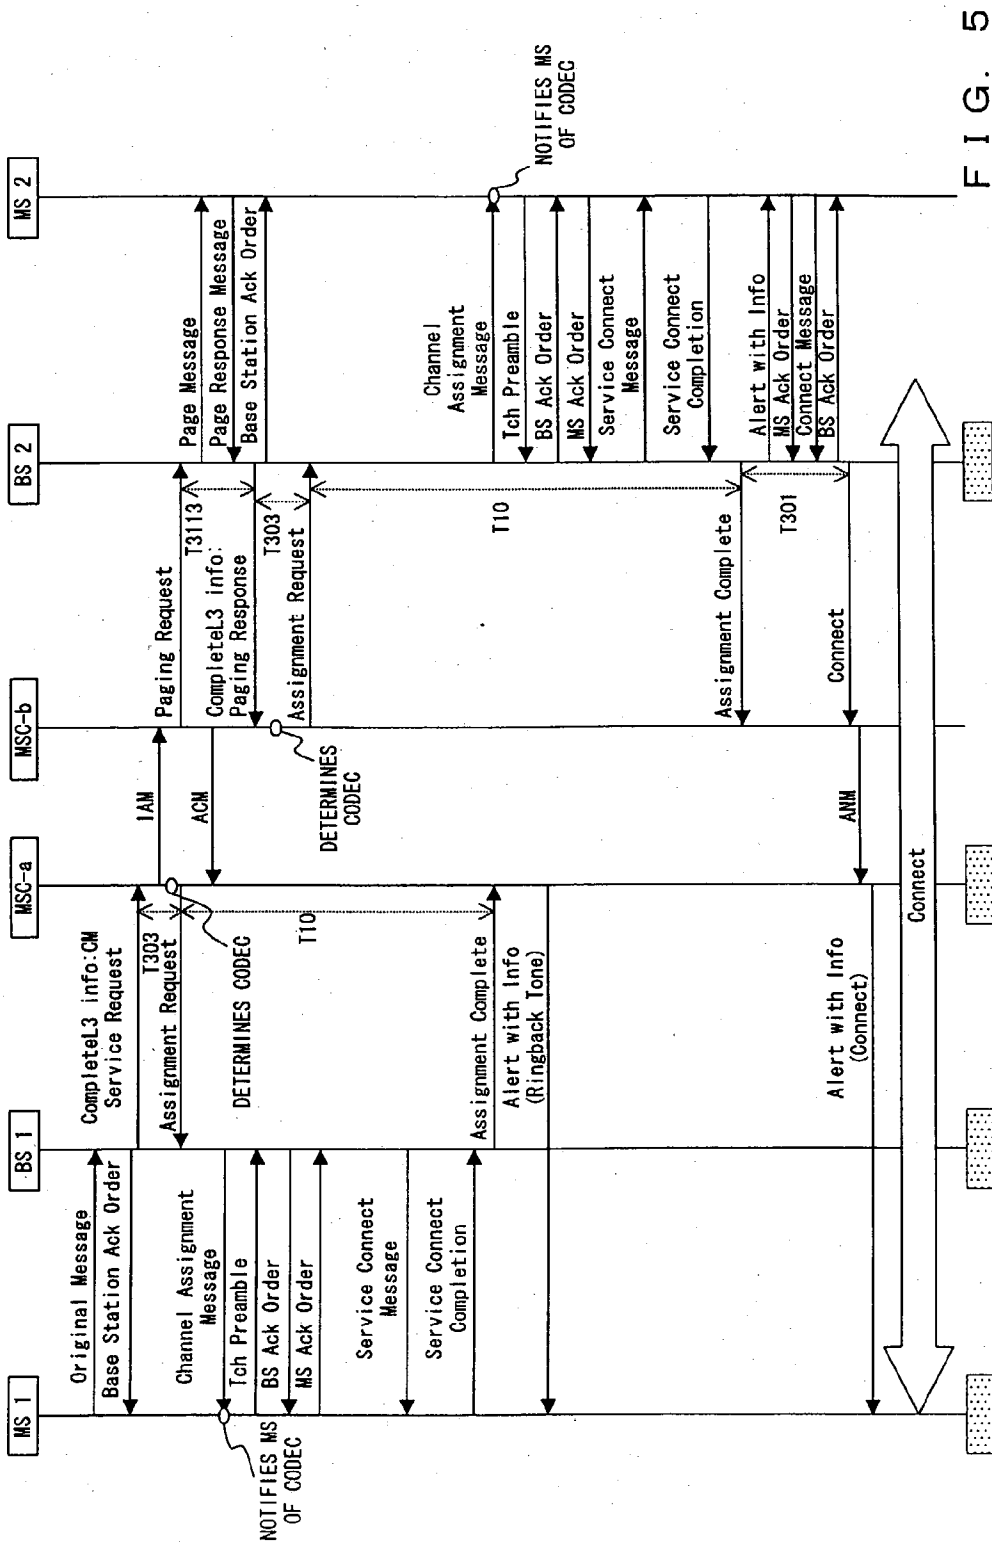 MS 1
BS 1
MSC-a
MSC-b
BS 2
MS 2
Original Message
Base Station Ack Order
CompleteL3 info:CM
Service Request
T303
Assignment Request
IAM
Paging Request
ACM
T3113
CompleteL3 info:
Paging Response
Page Message
Page Response Message
Base Station Ack Order
T303
Assignment Request
Channel Assignment
Message
Tch Preamble
BS Ack Order
MS Ack Order
NOTIFIES MS
OF CODEC
DETERMINES CODEC
T10
DETERMINES
CODEC
Service Connect
Message
Service Connect
Completion
Assignment Complete
Alert with Info
(Ringback Tone)
T10
Channel
Assignment
Message
NOTIFIES MS
OF CODEC
Tch Preamble
BS Ack Order
MS Ack Order
Service Connect
Message
Service Connect
Completion
Assignment Complete
T301
Alert with Info
MS Ack Order
Connect Message
BS Ack Order
Connect
ANM
Alert with Info
(Connect)
Connect
FIG. 5